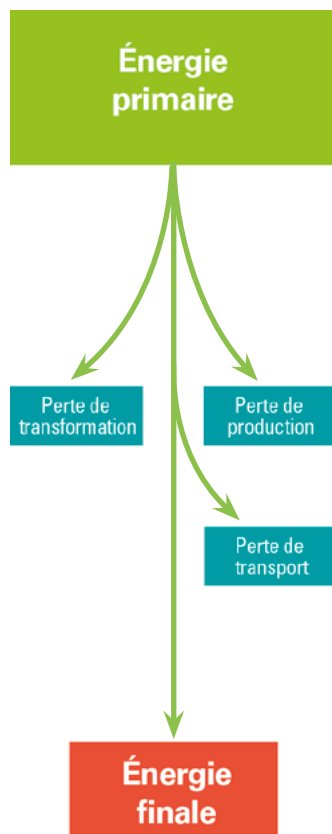 Énergie
primaire
Perte de
transformation
Perte de
production
Perte de
transport
Énergie
finale